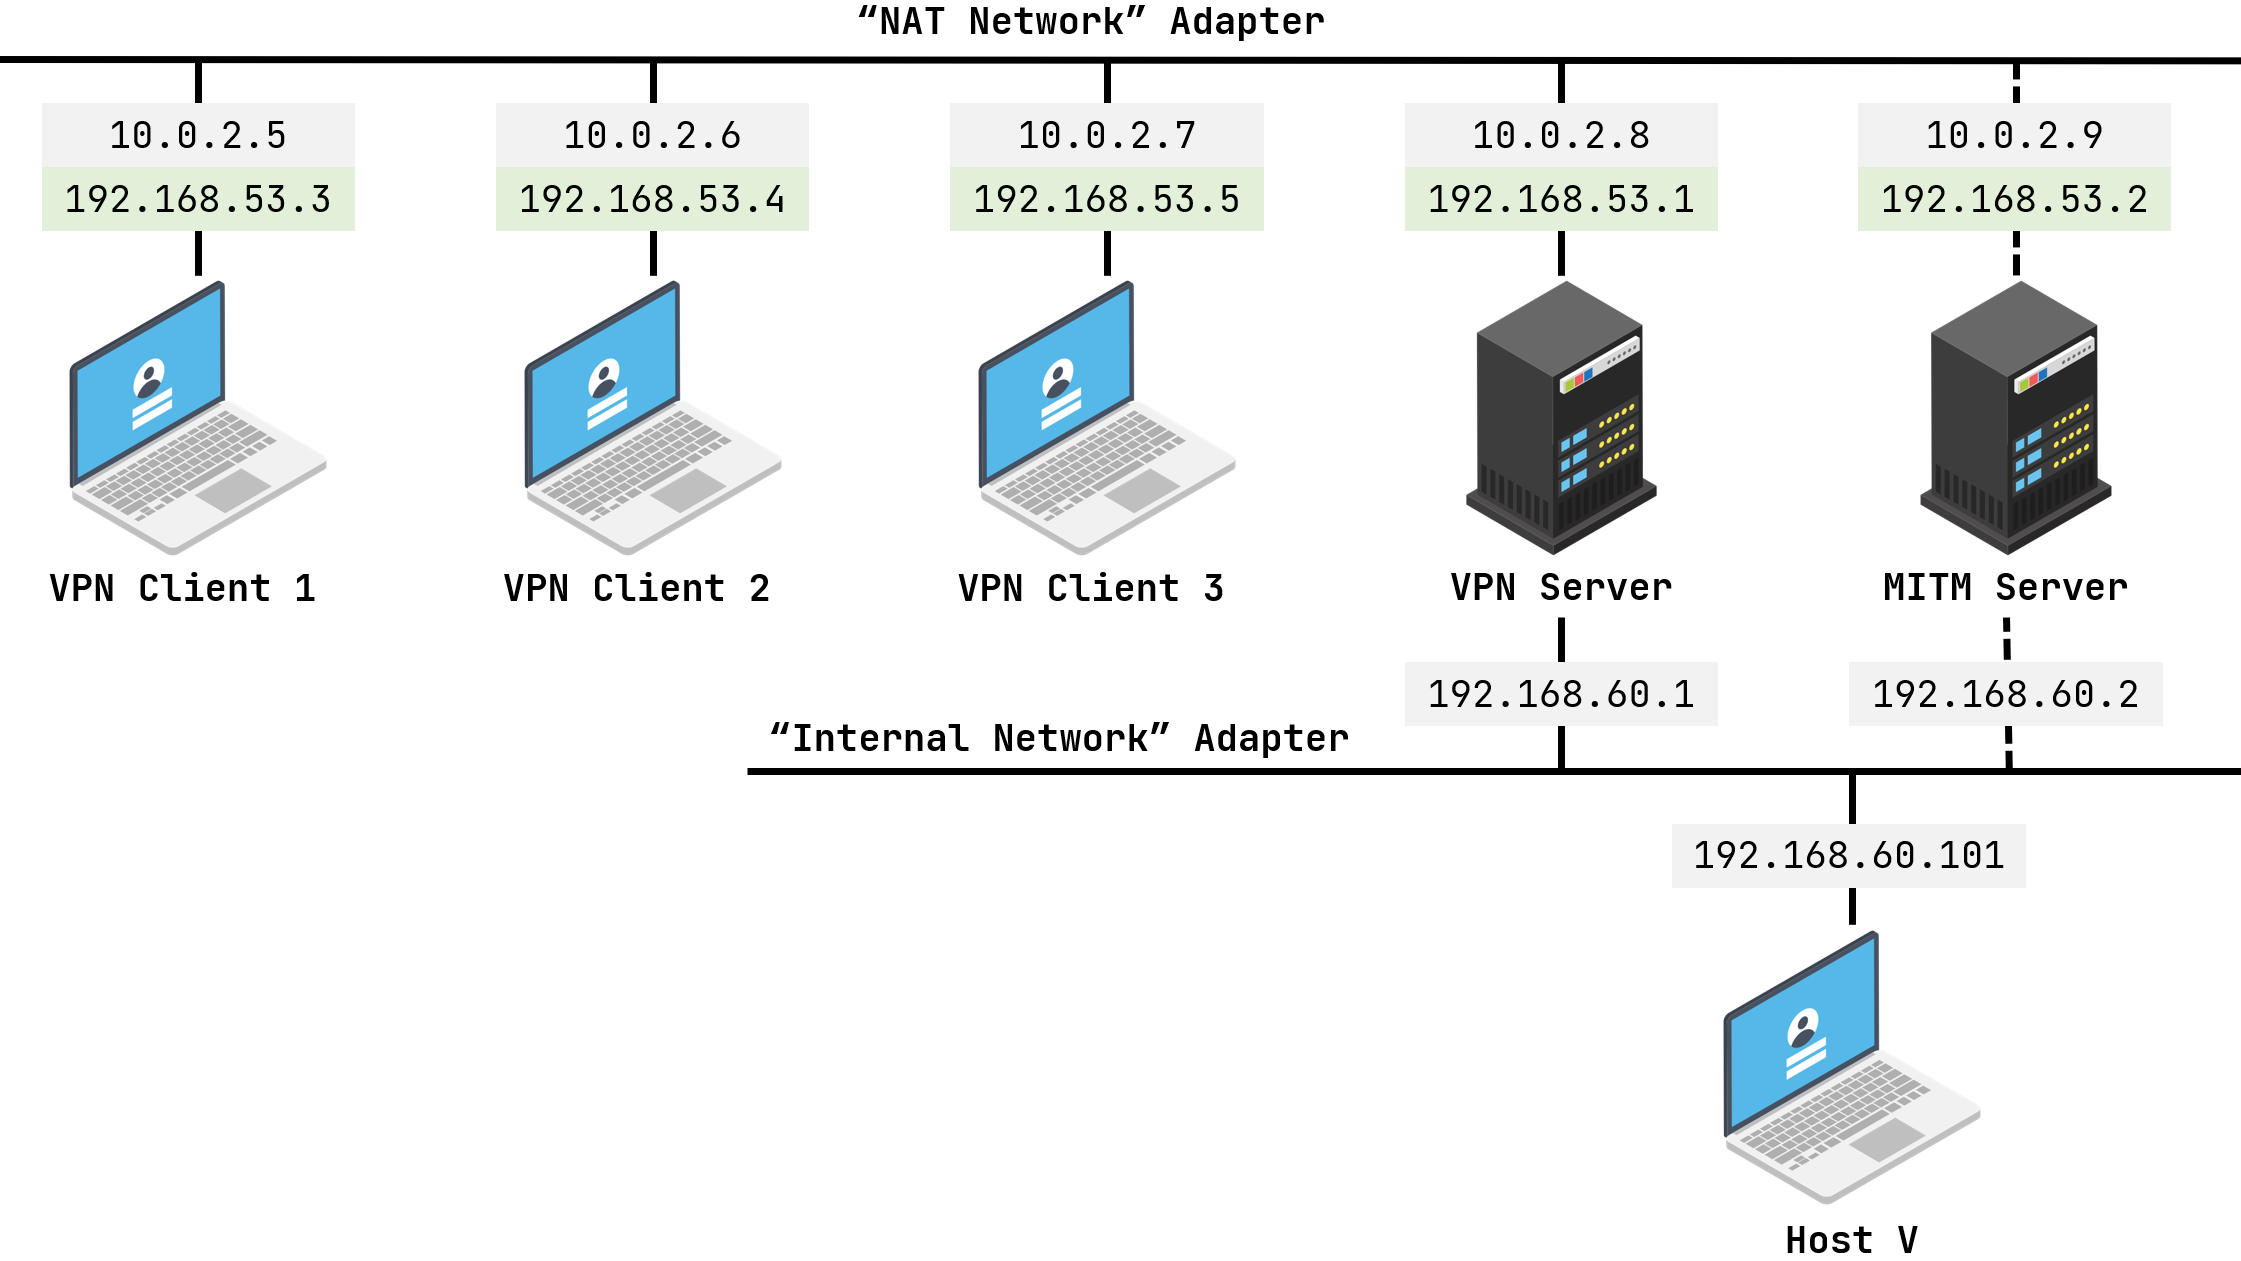 “NAT Network” Adapter
10.0.2.5
192.168.53.3
VPN Client 1
10.0.2.6
192.168.53.4
VPN Client 2
10.0.2.7
192.168.53.5
VPN Client 3
10.0.2.8
192.168.53.1
VPN Server
10.0.2.9
192.168.53.2
MITM Server
192.168.60.1
192.168.60.2
“Internal Network” Adapter
192.168.60.101
Host V